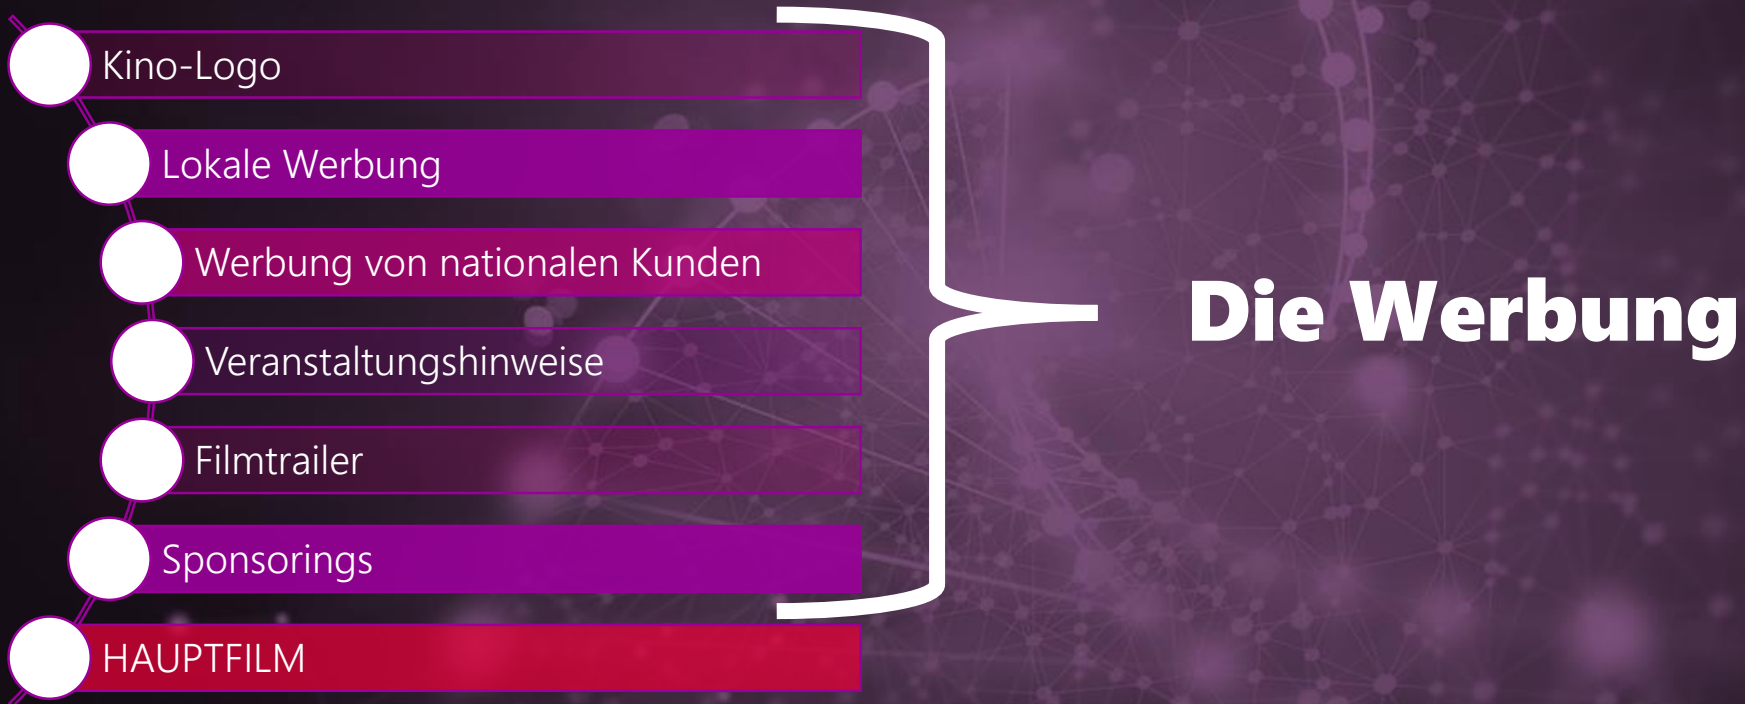 Kino-Logo
Lokale Werbung
Werbung von nationalen Kunden
Veranstaltungshinweise
Filmtrailer
Sponsorings
HAUPTFILM
Die Werbung